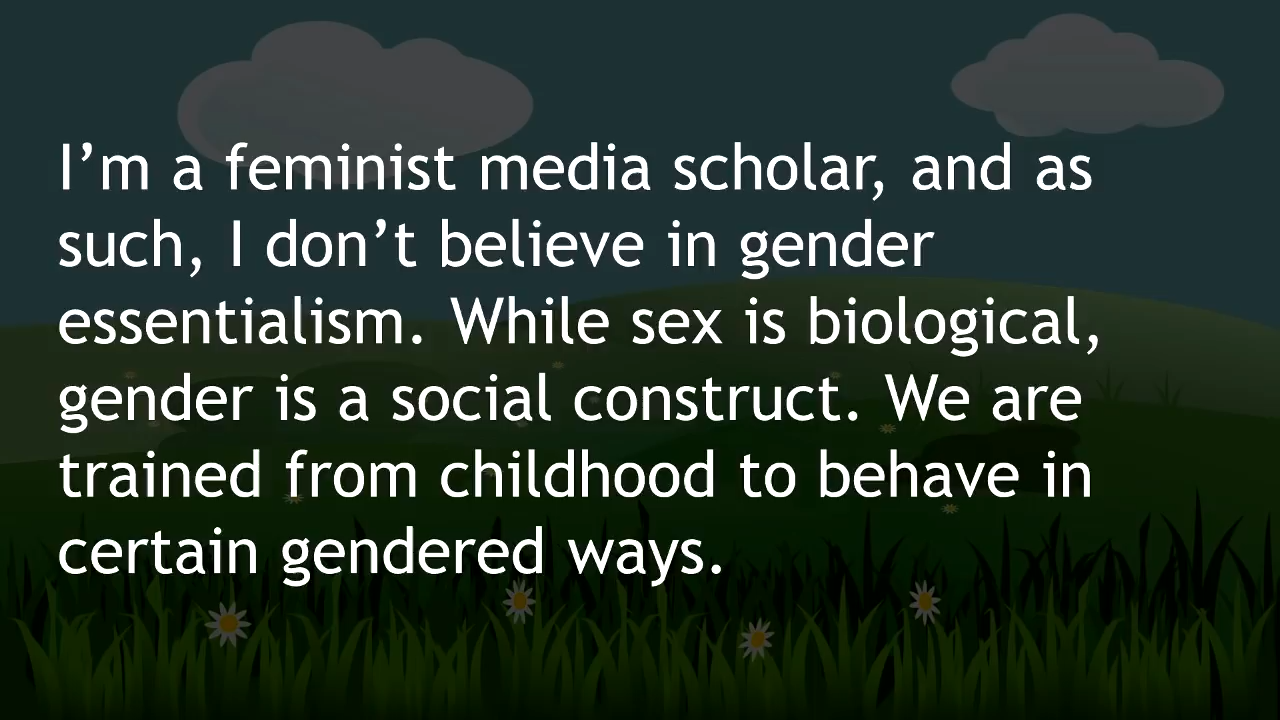 I’m a feminist media scholar, and as
such, I don’t believe in gender
essentialism. While sex is biological,
gender is a social construct. We are
trained from childhood to behave in
certain gendered ways.